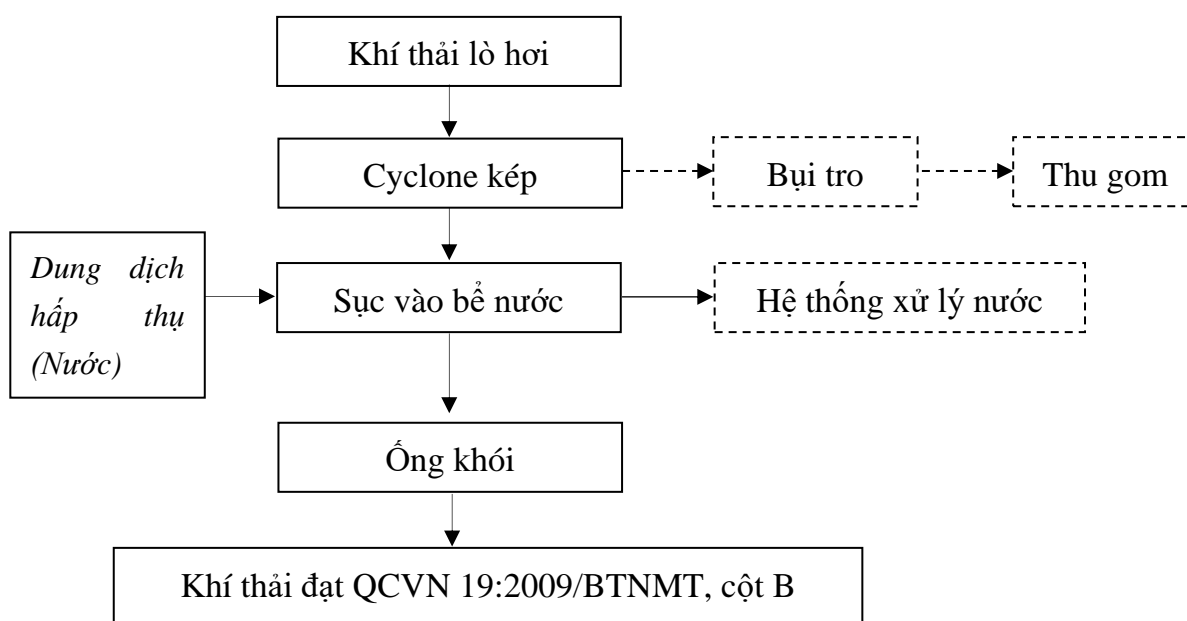 Khí thải lò hơi
Cyclone kép
Bụi tro
Thu gom
Dung dịch
hấp thụ
(Nước)
Sục vào bể nước
Hệ thống xử lý nước
Ống khói
Khí thải đạt QCVN 19:2009/BTNMT, cột B